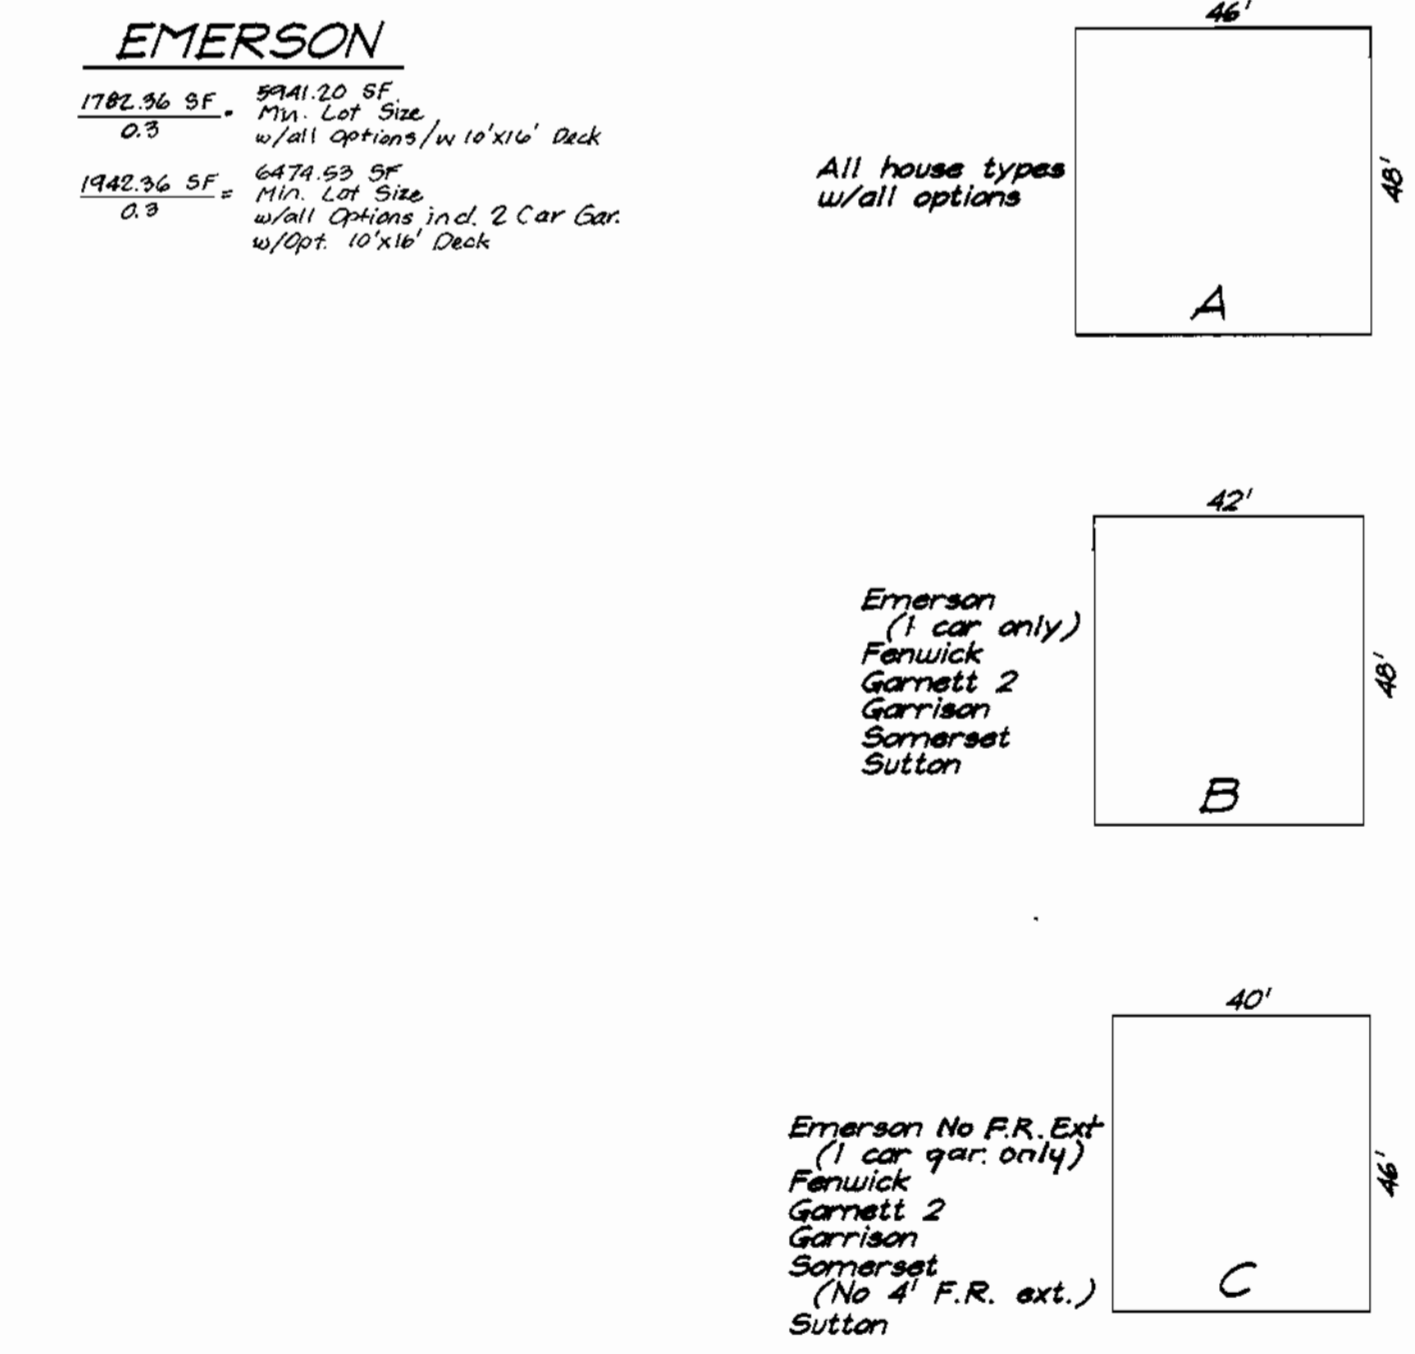 EMERSON
1782.36 SF = 5941.20 SF
0.3
Min. Lot Size
w/all Options/w 10'x16' Deck
1942.36 SF = 6474.53 SF
0.3
Min. Lot Size
w/all Options incl. 2 Car Gar.
w/Opt. 10'x16' Deck
46'
All house types
w/all options
48'
A
42'
Emerson
(1 car only)
Fenwick
Garnett 2
Garrison
Somerset
Sutton
48'
B
40'
Emerson No F.R. Ext
(1 car gar. only)
Fenwick
Garnett 2
Garrison
Somerset
(No 4' F.R. ext.)
Sutton
46'
C